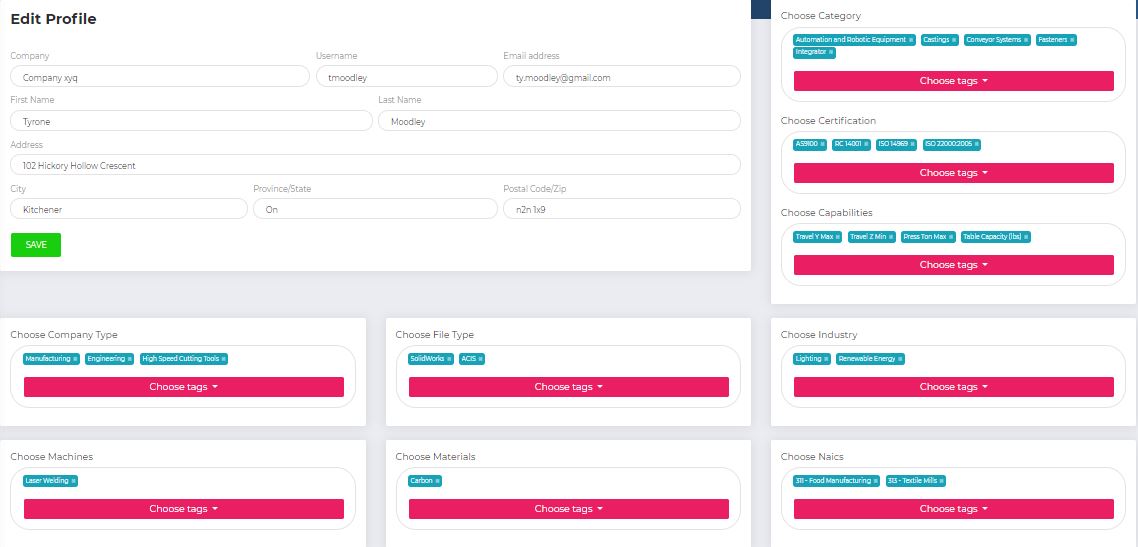 Edit Profile
Company Username Email address
Company xyq tmoodley ty.moodley@gmail.com
First Name Last Name
Tyrone Moodley
Address
102 Hickory Hollow Crescent
City Province/State Postal Code/Zip
Kitchener On n2n 1x9
SAVE
Choose Category
Automation and Robotic Equipment × Castings × Conveyor Systems × Fasteners ×
Integrator ×
Choose tags
Choose Certification
AS9100 × RC 14001 × ISO 14969 × ISO 22000:2005 ×
Choose tags
Choose Capabilities
Travel Y Max × Travel Z Min × Press Ton Max × Table Capacity (lbs) ×
Choose tags
Choose Company Type
Manufacturing × Engineering × High Speed Cutting Tools ×
Choose tags
Choose File Type
SolidWorks × ACIS ×
Choose tags
Choose Industry
Lighting × Renewable Energy ×
Choose tags
Choose Machines
Laser Welding ×
Choose tags
Choose Materials
Carbon ×
Choose tags
Choose Naics
311 - Food Manufacturing × 313 - Textile Mills ×
Choose tags